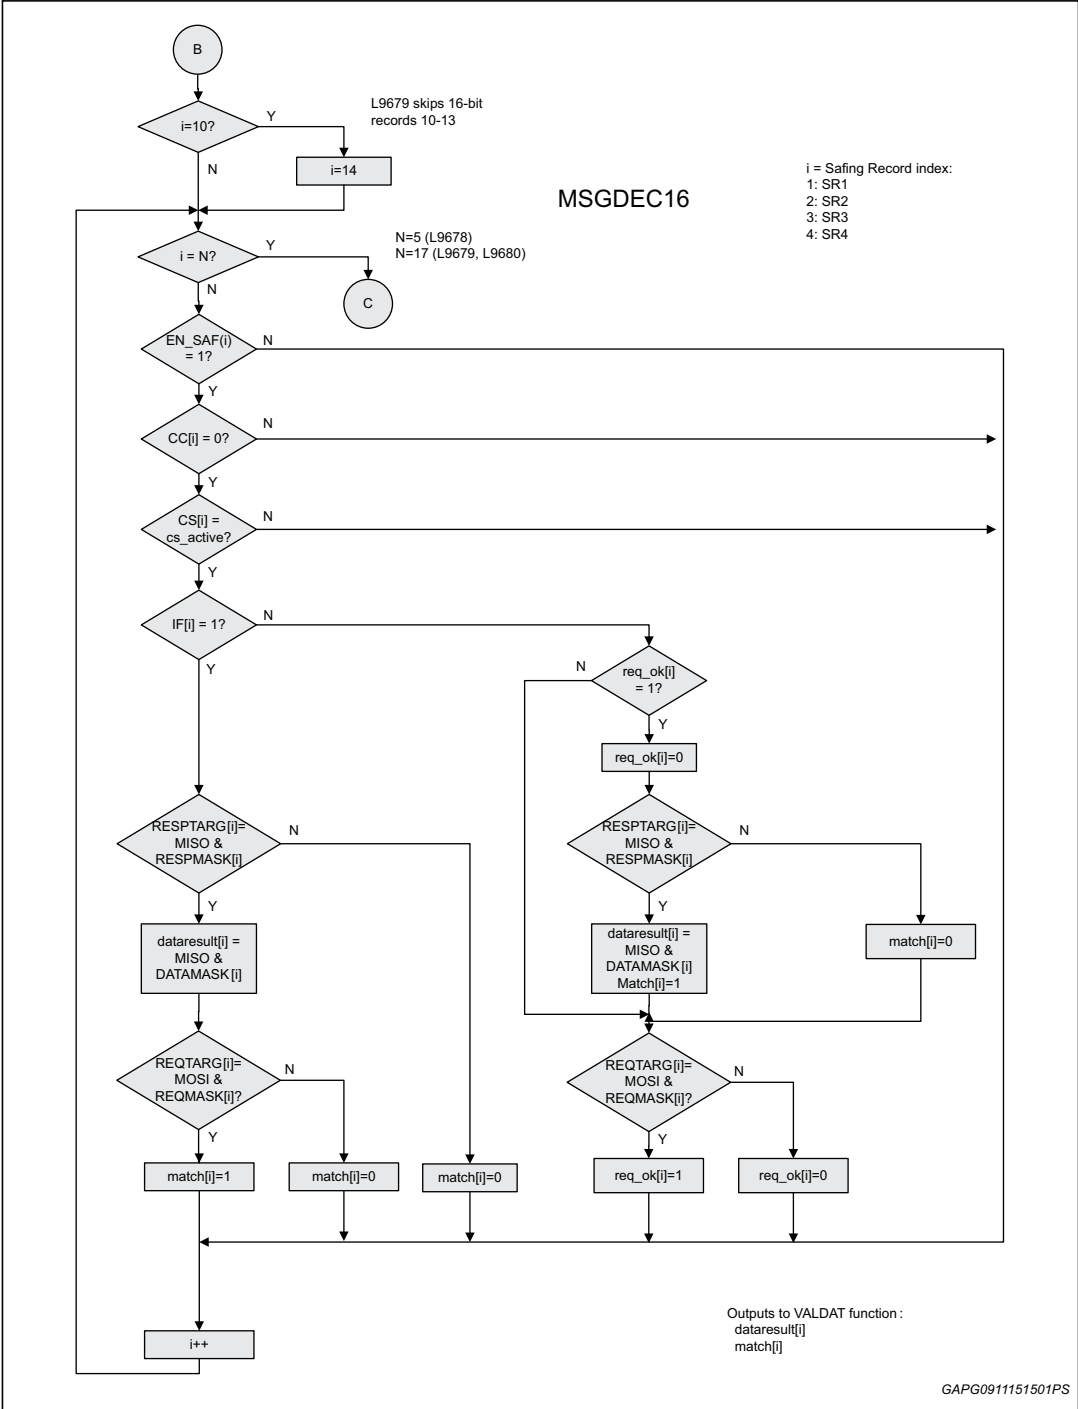 B
i=10?
Y
L9679 skips 16-bit
records 10-13
N
i=14
MSGDEC16
i = Safing Record index:
1: SR1
2: SR2
3: SR3
4: SR4
i = N?
Y
N=5 (L9678)
N=17 (L9679, L9680)
N
C
EN_SAF(i)
= 1?
N
Y
CC[i] = 0?
N
Y
CS[i] =
cs_active?
N
Y
IF[i] = 1?
N
Y
req_ok[i]
= 1?
N
Y
req_ok[i]=0
RESPTARG[i]=
MISO &
RESPMASK[i]
N
Y
dataresult[i] =
MISO &
DATAMASK[i]
REQTARG[i]=
MOSI &
REQMASK[i]?
N
Y
match[i]=1
match[i]=0
match[i]=0
RESPTARG[i]=
MISO &
RESPMASK[i]
N
Y
dataresult[i] =
MISO &
DATAMASK[i]
Match[i]=1
match[i]=0
REQTARG[i]=
MOSI &
REQMASK[i]?
N
Y
req_ok[i]=1
req_ok[i]=0
i++
Outputs to VALDAT function :
dataresult[i]
match[i]
GAPG0911151501PS